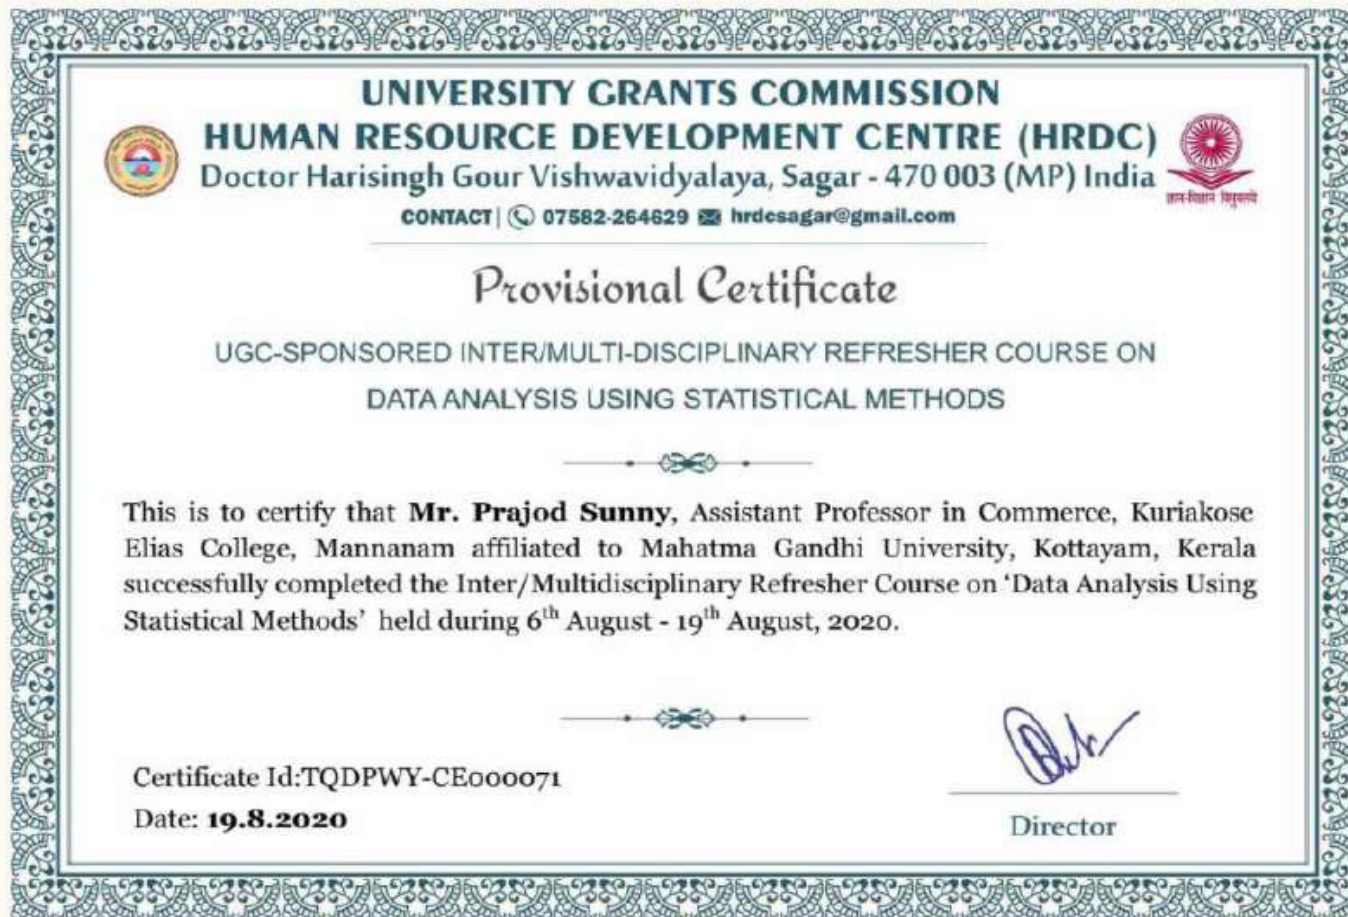 UNIVERSITY GRANTS COMMISSION
HUMAN RESOURCE DEVELOPMENT CENTRE (HRDC)
Doctor Harisingh Gour Vishwavidyalaya, Sagar - 470 003 (MP) India
ज्ञान-विज्ञान विमुक्तये
CONTACT| 07582-264629 hrdcsagar@gmail.com
Provisional Certificate
UGC-SPONSORED INTER/MULTI-DISCIPLINARY REFRESHER COURSE ON
DATA ANALYSIS USING STATISTICAL METHODS
This is to certify that Mr. Prajod Sunny, Assistant Professor in Commerce, Kuriakose
Elias College, Mannanam affiliated to Mahatma Gandhi University, Kottayam, Kerala
successfully completed the Inter/Multidisciplinary Refresher Course on ‘Data Analysis Using
Statistical Methods’ held during 6th August - 19th August, 2020.
Certificate Id:TQDPWY-CE000071
Date: 19.8.2020
Director